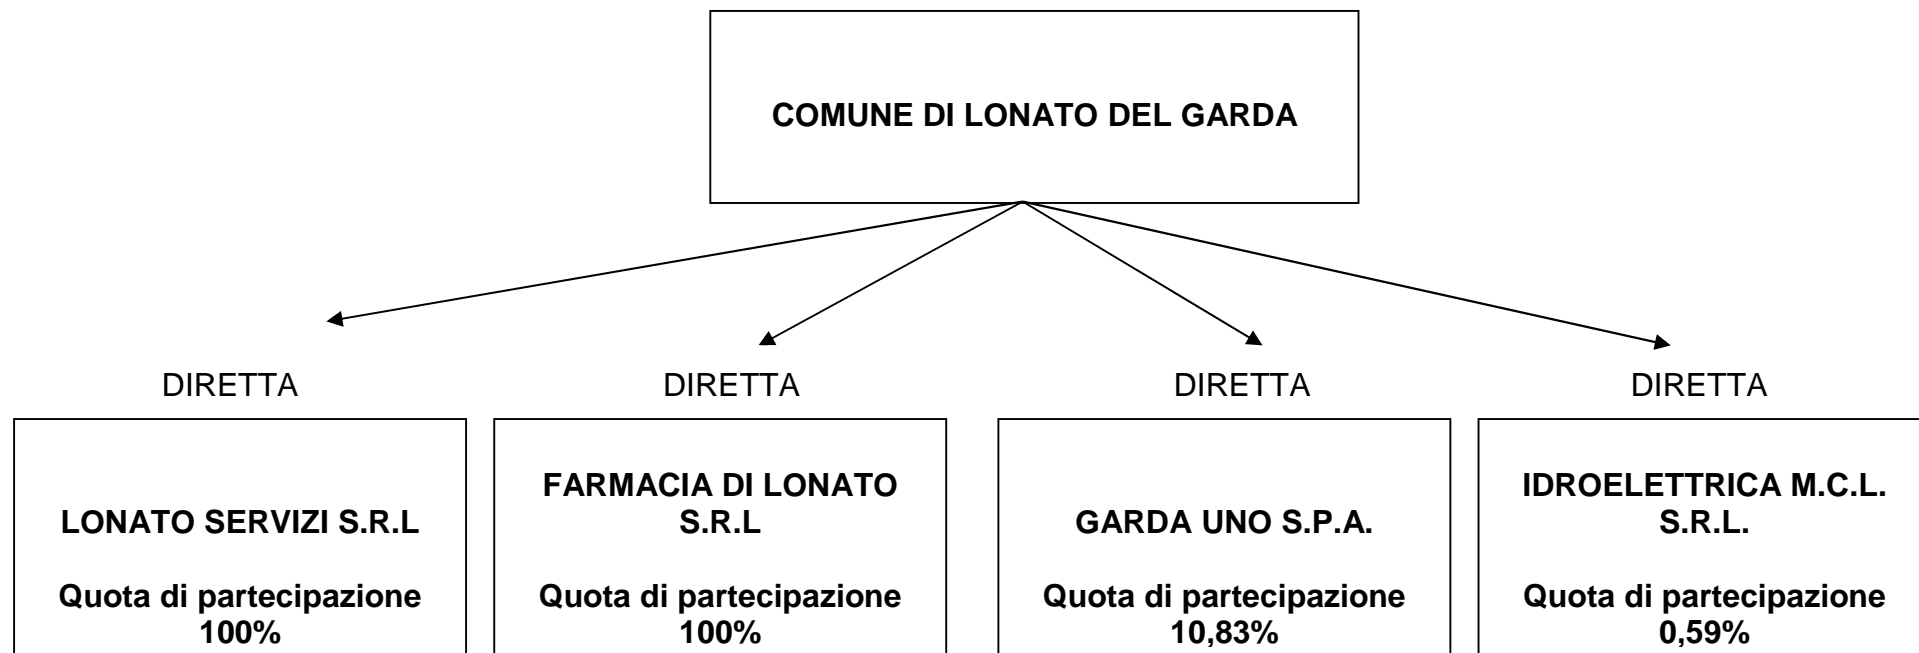 COMUNE DI LONATO DEL GARDA
DIRETTA
DIRETTA
DIRETTA
DIRETTA
LONATO SERVIZI S.R.L
Quota di partecipazione
100%
FARMACIA DI LONATO
S.R.L
Quota di partecipazione
100%
GARDA UNO S.P.A.
Quota di partecipazione
10,83%
IDROELETTRICA M.C.L.
S.R.L.
Quota di partecipazione
0,59%